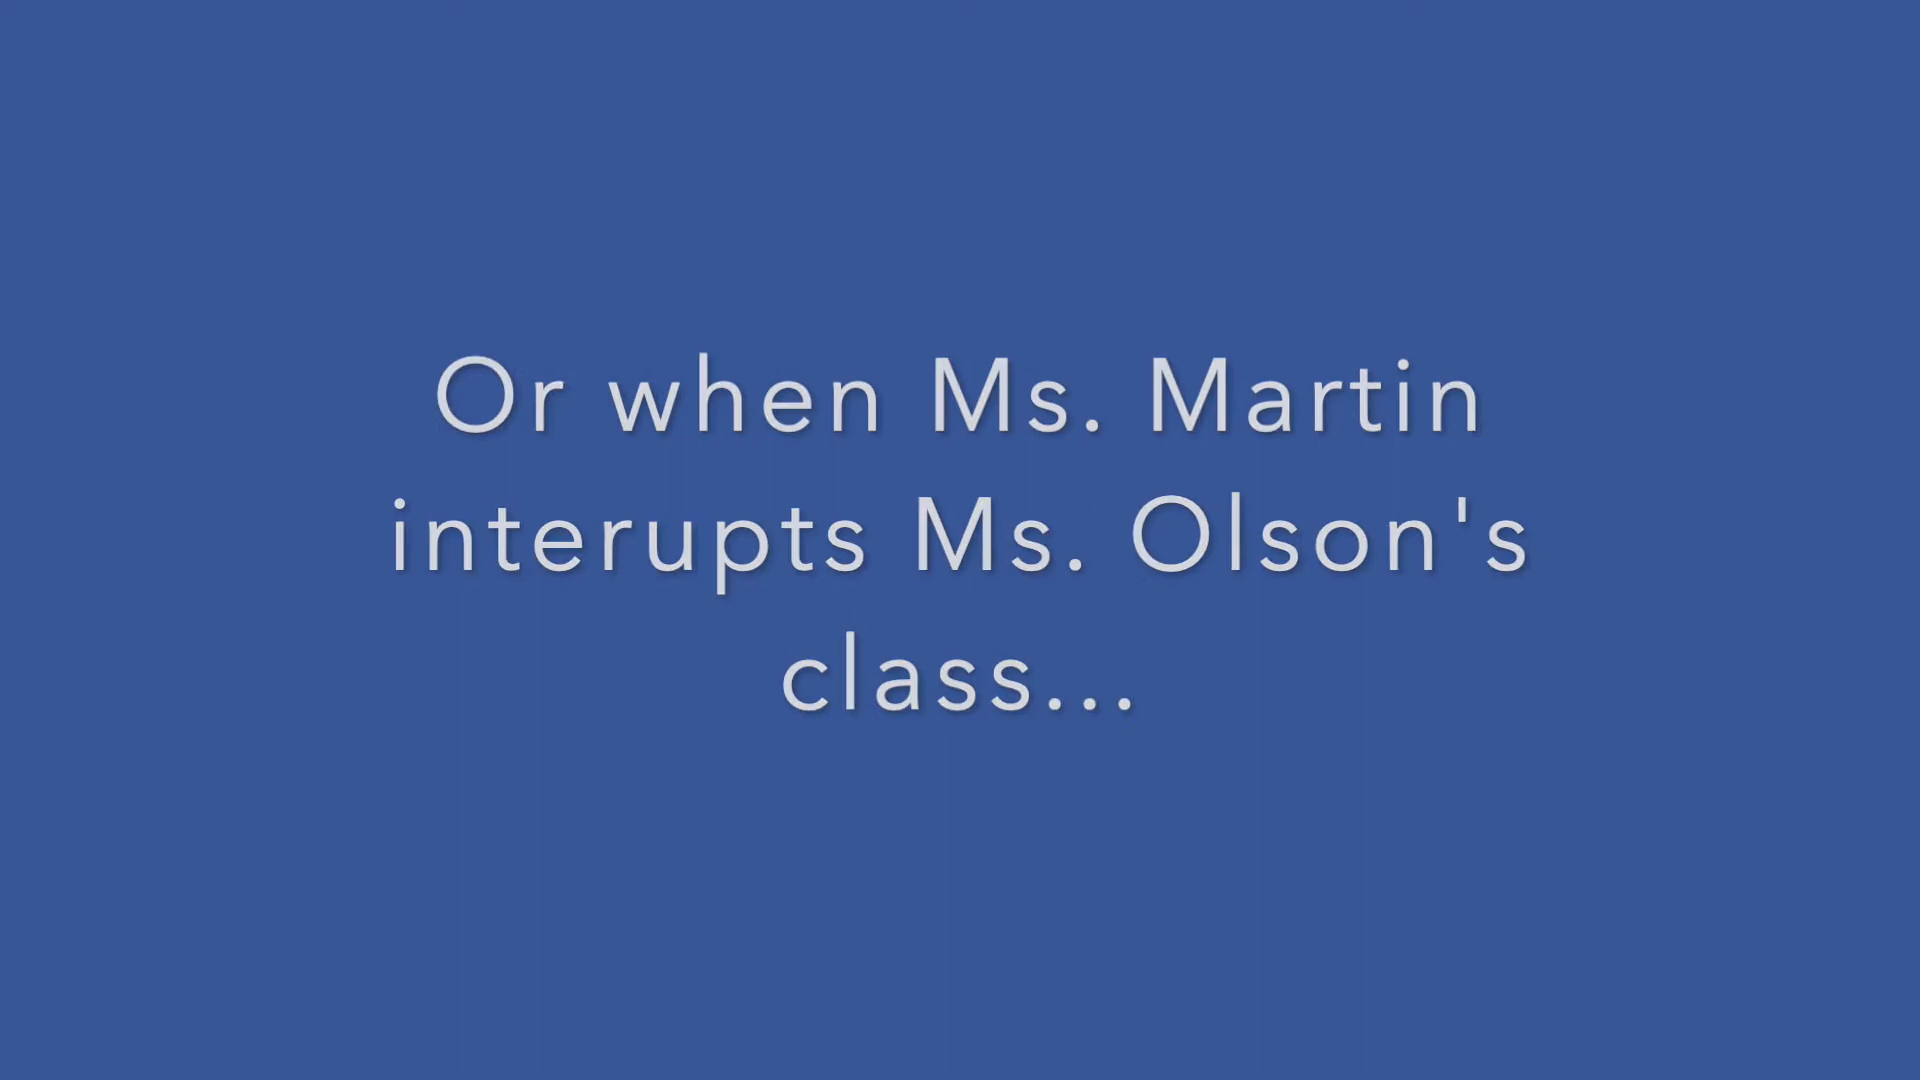 Or when Ms. Martin
interupts Ms. Olson's
class...